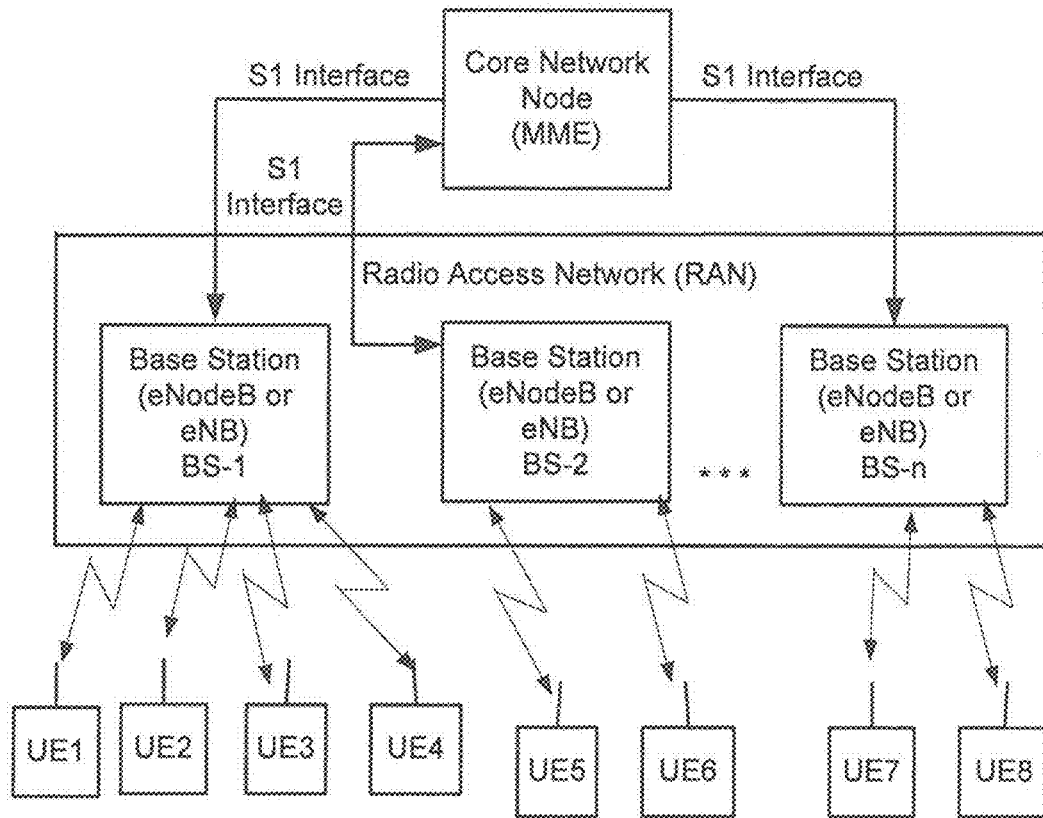 Core Network
Node
(MME)
S1 Interface
S1 Interface
S1
Interface
Radio Access Network (RAN)
Base Station
(eNodeB or
eNB)
BS-1
Base Station
(eNodeB or
eNB)
BS-2
Base Station
(eNodeB or
eNB)
BS-n
UE1
UE2
UE3
UE4
UE5
UE6
UE7
UE8